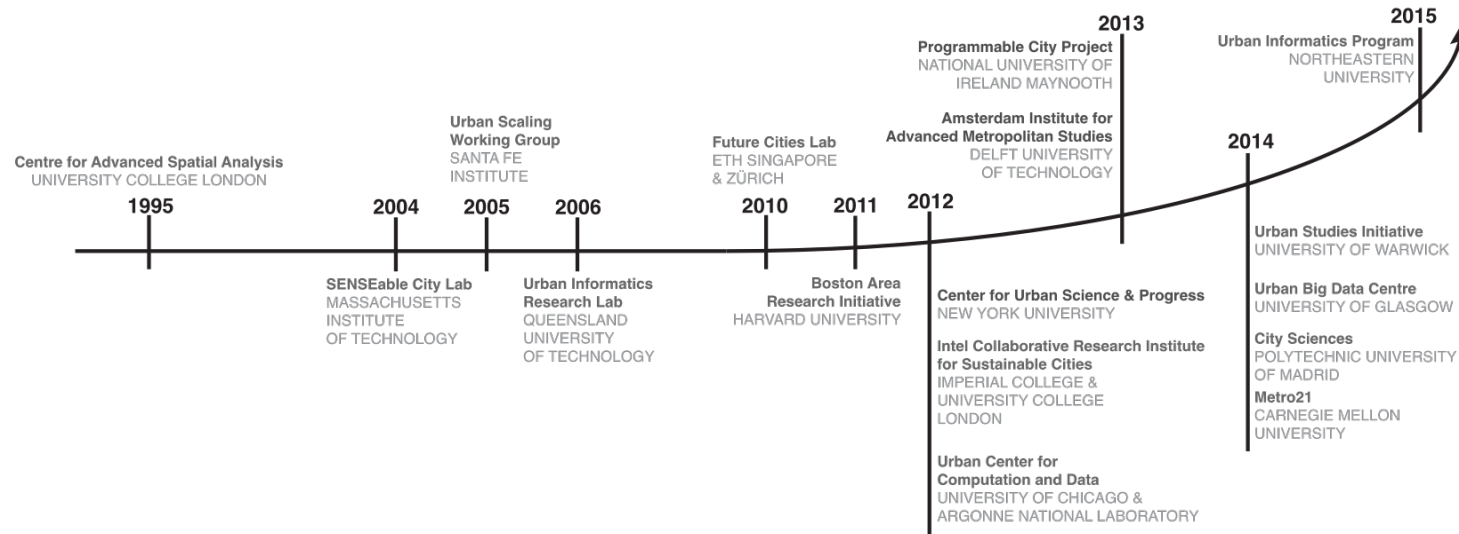 Centre for Advanced Spatial Analysis
UNIVERSITY COLLEGE LONDON
1995
2004
SENSEable City Lab
MASSACHUSETTS
INSTITUTE
OF TECHNOLOGY
Urban Scaling
Working Group
SANTA FE
INSTITUTE
2005
2006
Urban Informatics
Research Lab
QUEENSLAND
UNIVERSITY
OF TECHNOLOGY
Future Cities Lab
ETH SINGAPORE
& ZÜRICH
2010
2011
Boston Area
Research Initiative
HARVARD UNIVERSITY
2012
Center for Urban Science & Progress
NEW YORK UNIVERSITY
Intel Collaborative Research Institute
for Sustainable Cities
IMPERIAL COLLEGE &
UNIVERSITY COLLEGE
LONDON
Urban Center for
Computation and Data
UNIVERSITY OF CHICAGO &
ARGONNE NATIONAL LABORATORY
2013
Programmable City Project
NATIONAL UNIVERSITY OF
IRELAND MAYNOOTH
Amsterdam Institute for
Advanced Metropolitan Studies
DELFT UNIVERSITY
OF TECHNOLOGY
2014
Urban Studies Initiative
UNIVERSITY OF WARWICK
Urban Big Data Centre
UNIVERSITY OF GLASGOW
City Sciences
POLYTECHNIC UNIVERSITY
OF MADRID
Metro21
CARNEGIE MELLON
UNIVERSITY
2015
Urban Informatics Program
NORTHEASTERN
UNIVERSITY